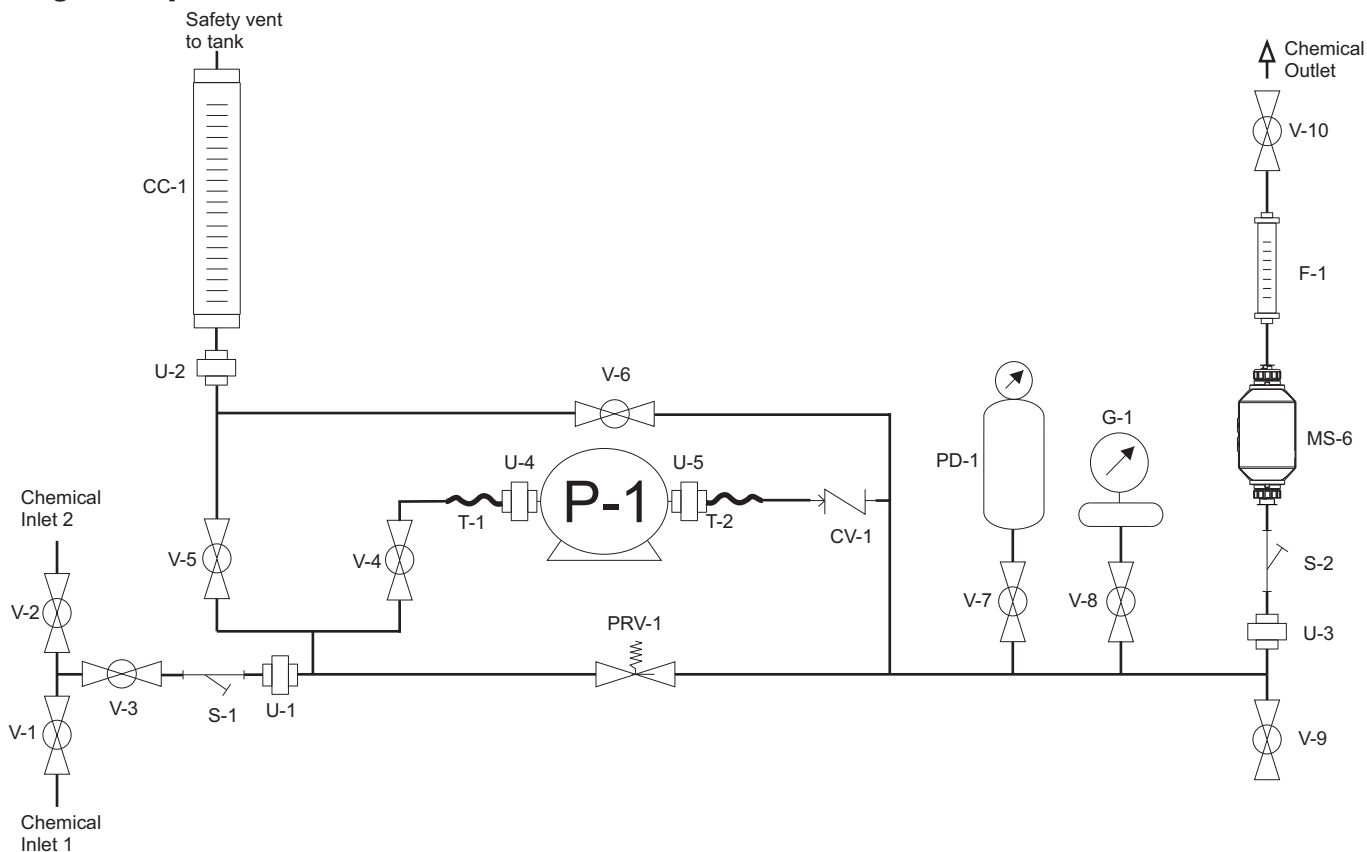 Safety vent
to tank
Chemical
Outlet
V-10
CC-1
F-1
U-2
V-6
G-1
PD-1
MS-6
U-4
U-5
P-1
Chemical
Inlet 2
T-1
T-2
CV-1
V-5
V-4
S-2
V-7
V-8
V-2
PRV-1
U-3
V-3
S-1
U-1
V-1
V-9
Chemical
Inlet 1